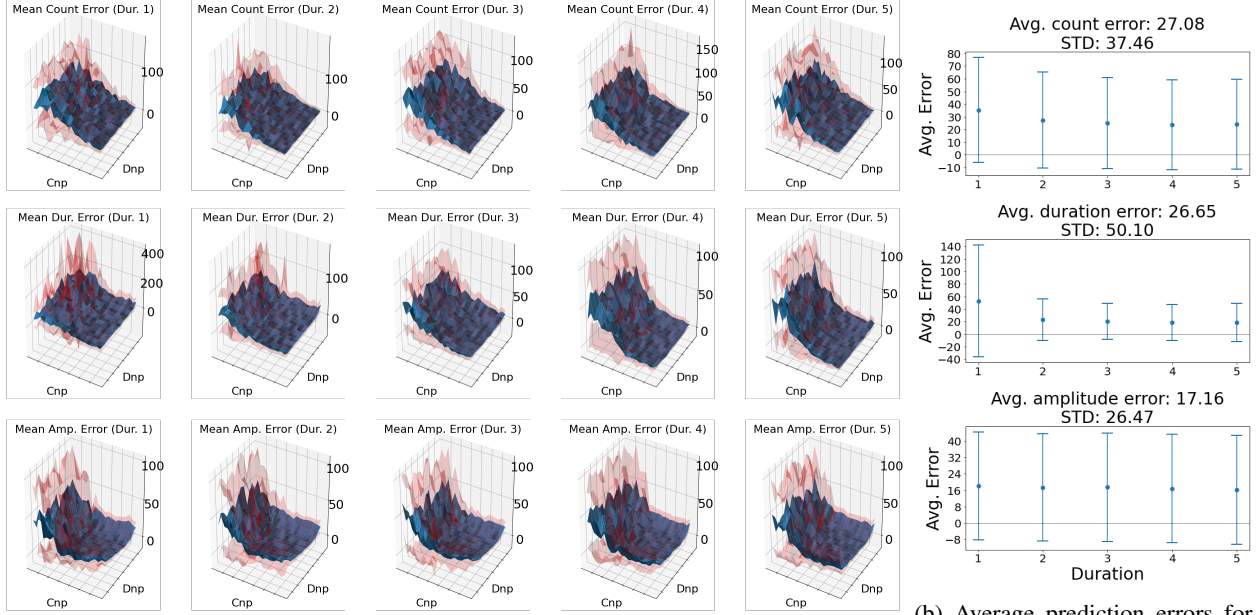 Mean Count Error (Dur. 1)
100
0
Dnp
Cnp
Mean Count Error (Dur. 2)
100
0
Dnp
Cnp
Mean Count Error (Dur. 3)
100
50
0
Dnp
Cnp
Mean Count Error (Dur. 4)
150
100
50
0
Dnp
Cnp
Mean Count Error (Dur. 5)
100
50
0
Dnp
Cnp
Avg. count error: 27.08
STD: 37.46
Avg. Error
80
70
60
50
40
30
20
10
0
−10
1 2 3 4 5
Mean Dur. Error (Dur. 1)
400
200
0
Dnp
Cnp
Mean Dur. Error (Dur. 2)
100
0
Dnp
Cnp
Mean Dur. Error (Dur. 3)
100
50
0
Dnp
Cnp
Mean Dur. Error (Dur. 4)
100
50
0
Dnp
Cnp
Mean Dur. Error (Dur. 5)
100
50
0
Dnp
Cnp
Avg. duration error: 26.65
STD: 50.10
Avg. Error
140
120
100
80
60
40
20
0
−20
−40
1 2 3 4 5
Mean Amp. Error (Dur. 1)
100
50
0
Dnp
Cnp
Mean Amp. Error (Dur. 2)
100
50
0
Dnp
Cnp
Mean Amp. Error (Dur. 3)
100
50
0
Dnp
Cnp
Mean Amp. Error (Dur. 4)
100
50
0
Dnp
Cnp
Mean Amp. Error (Dur. 5)
100
50
0
Dnp
Cnp
Avg. amplitude error: 17.16
STD: 26.47
Avg. Error
40
32
24
16
8
0
−8
1 2 3 4 5
Duration
(b) Average prediction errors for